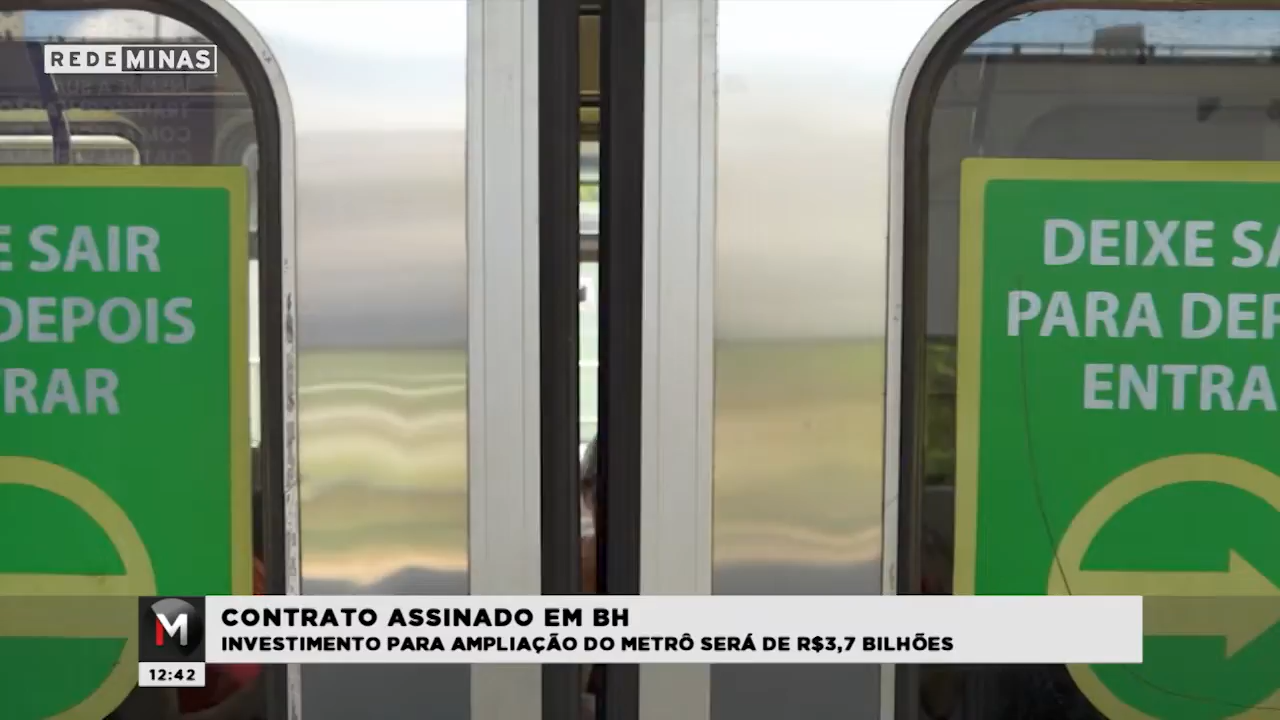 REDE MINAS
E SAIR
DEPOIS
RAR
DEIXE SA
PARA DEP
ENTRA
M
CONTRATO ASSINADO EM BH
INVESTIMENTO PARA AMPLIAÇÃO DO METRÔ SERÁ DE R$3,7 BILHÕES
12:42